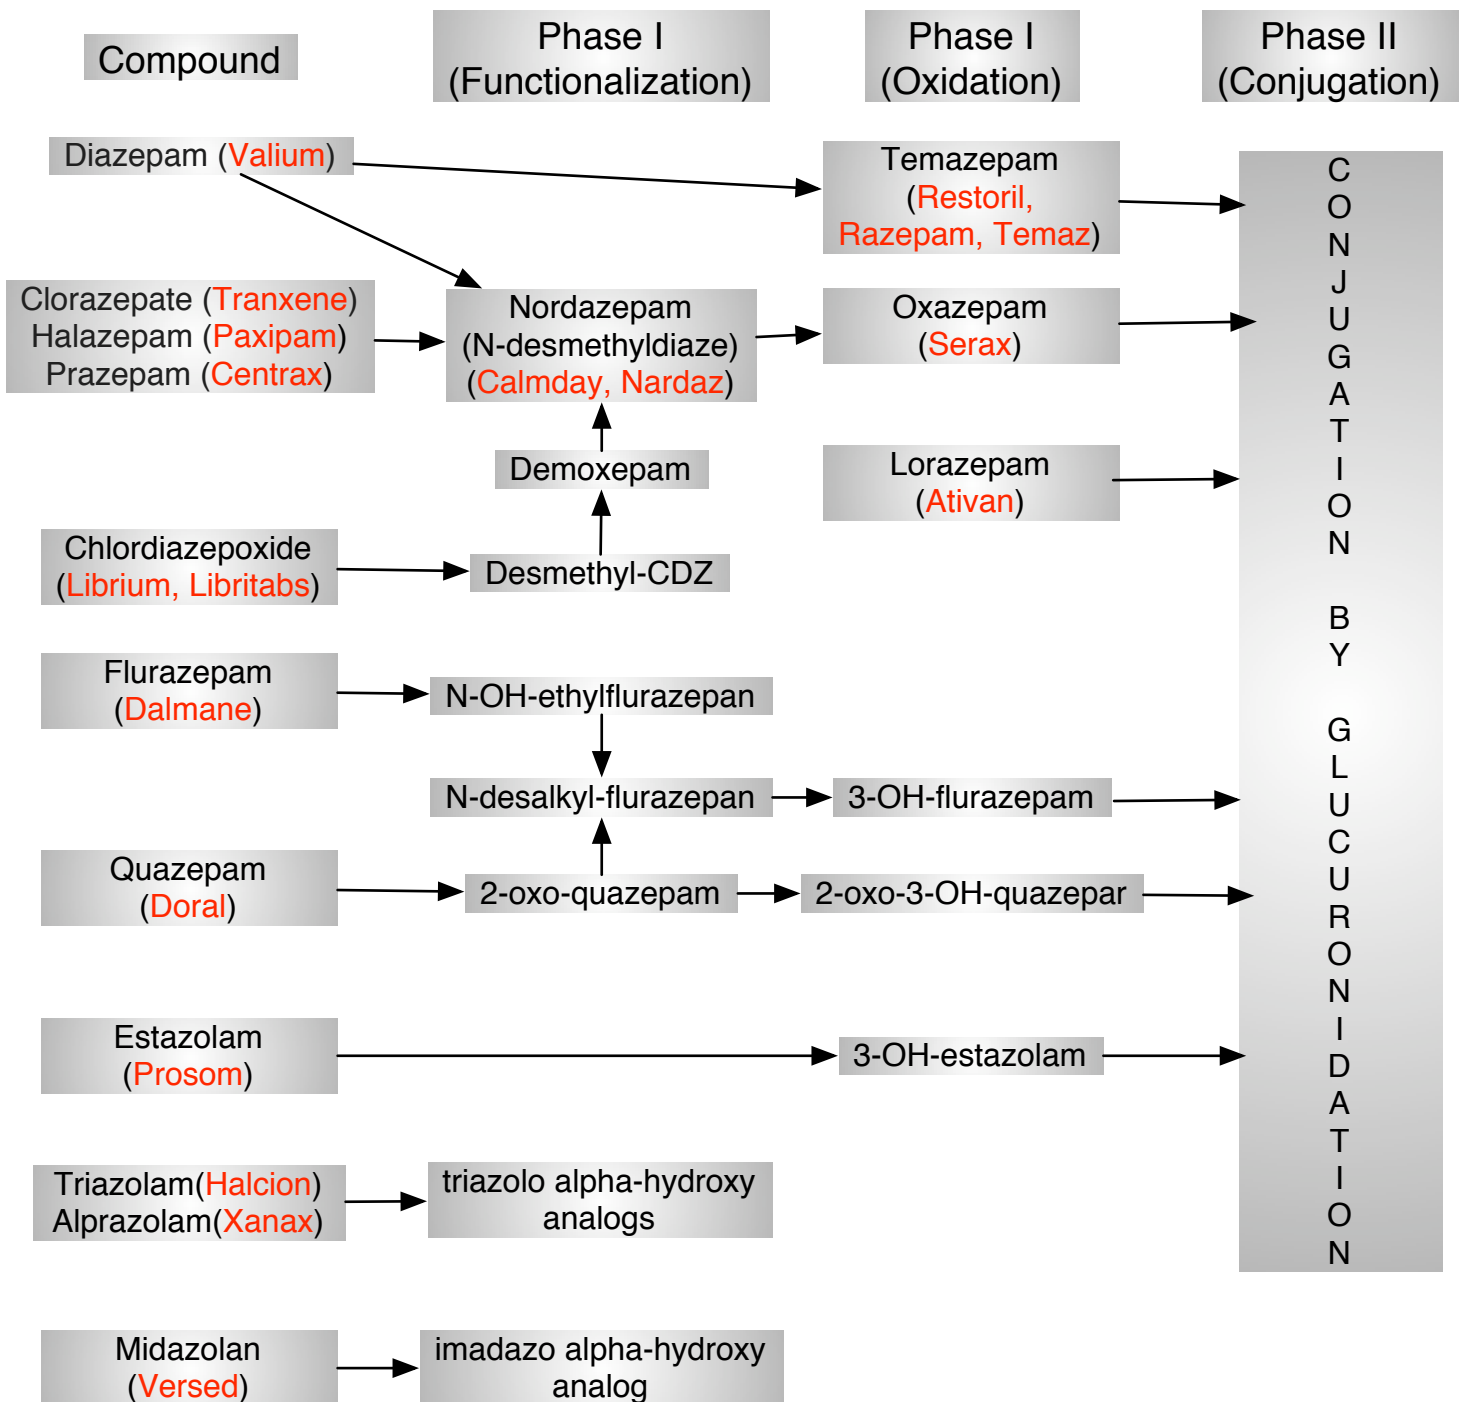 Compound
Phase I
(Functionalization)
Phase I
(Oxidation)
Phase II
(Conjugation)
Diazepam (Valium)
Temazepam
(Restoril,
Razepam, Temaz)
Clorazepate (Tranxene)
Halazepam (Paxipam)
Prazepam (Centrax)
Nordazepam
(N-desmethyldiaze)
(Calmday, Nardaz)
Oxazepam
(Serax)
Demoxepam
Lorazepam
(Ativan)
Chlordiazepoxide
(Librium, Libritabs)
Desmethyl-CDZ
Flurazepam
(Dalmane)
N-OH-ethylflurazepan
N-desalkyl-flurazepan
3-OH-flurazepam
Quazepam
(Doral)
2-oxo-quazepam
2-oxo-3-OH-quazepar
Estazolam
(Prosom)
3-OH-estazolam
Triazolam(Halcion)
Alprazolam(Xanax)
triazolo alpha-hydroxy
analogs
Midazolan
(Versed)
imadazo alpha-hydroxy
analog
CONJUGATION BY GLUCURONIDATION